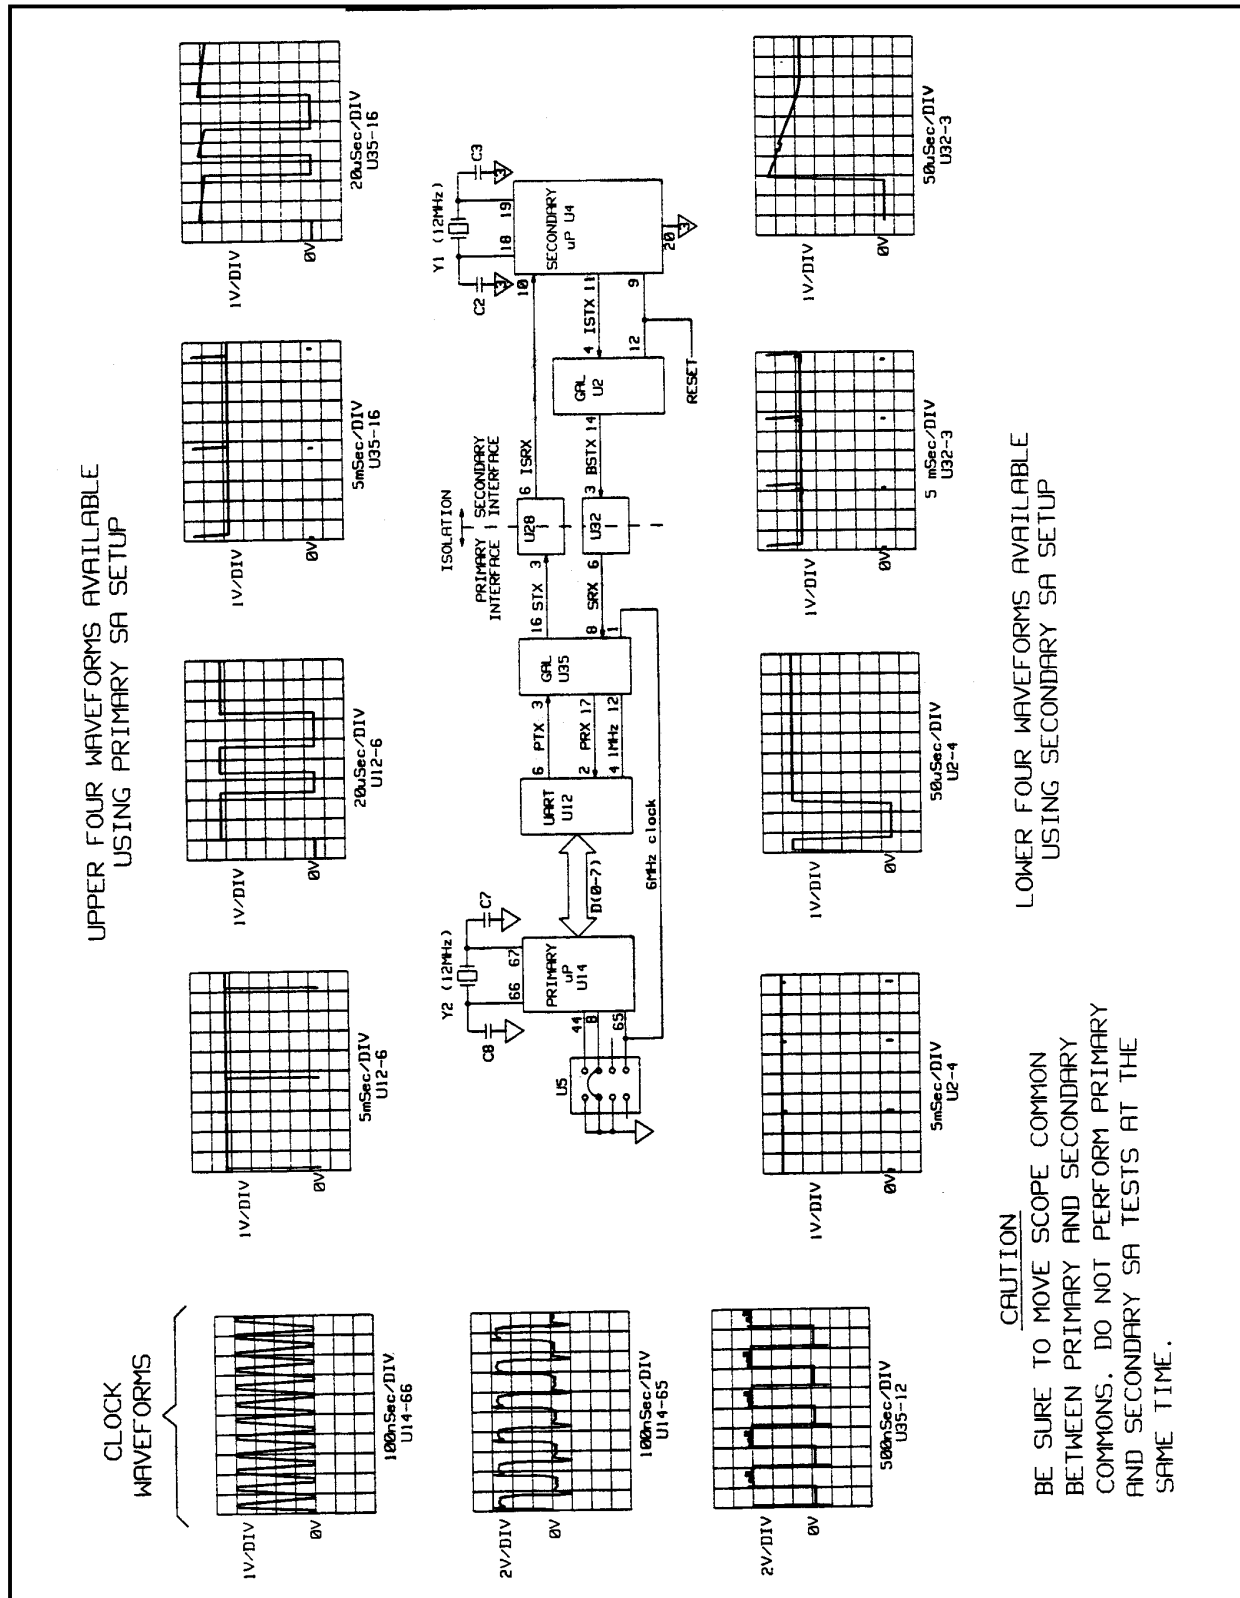 CLOCK
WAVEFORMS
UPPER FOUR WAVEFORMS AVAILABLE
USING PRIMARY SA SETUP
1V/DIV
0V
100nSec/DIV
U14-66
1V/DIV
0V
5mSec/DIV
U12-6
1V/DIV
0V
20uSec/DIV
U12-6
1V/DIV
0V
5mSec/DIV
U35-16
1V/DIV
0V
20uSec/DIV
U35-16
2V/DIV
0V
100nSec/DIV
U14-65
2V/DIV
0V
500nSec/DIV
U35-12
Y2 (12MHz)
C8
C7
66
67
PRIMARY
uP
U14
44
8
65
U5
D(0-7)
6MHz clock
UART
U12
6 PTX 3
2 PRX 17
4 1MHz 12
GAL
U35
16 STX 3
8 SRX 6
1
ISOLATION
PRIMARY
INTERFACE
SECONDARY
INTERFACE
U28
U32
6 ISRX
10
3 BSTX 14
GAL
U2
4 ISTX 11
12
9
RESET
Y1 (12MHz)
C2
3
C3
3
18
19
SECONDARY
uP U4
20
3
1V/DIV
0V
5mSec/DIV
U2-4
1V/DIV
0V
50uSec/DIV
U2-4
1V/DIV
0V
5 mSec/DIV
U32-3
1V/DIV
0V
50uSec/DIV
U32-3
LOWER FOUR WAVEFORMS AVAILABLE
USING SECONDARY SA SETUP
CAUTION
BE SURE TO MOVE SCOPE COMMON
BETWEEN PRIMARY AND SECONDARY
COMMONS. DO NOT PERFORM PRIMARY
AND SECONDARY SA TESTS AT THE
SAME TIME.